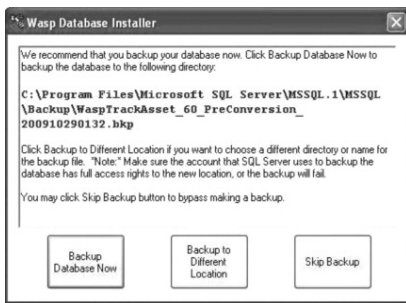 Wasp Database Installer
We recommend that you backup your database now. Click Backup Database Now to
backup the database to the following directory:
C:\Program Files\Microsoft SQL Server\MSSQL.1\MSSQL
\Backup\WaspTrackAsset_60_PreConversion_
200910290132.bkp
Click Backup to Different Location if you want to choose a different directory or name for
the backup file. "Note:" Make sure the account that SQL Server uses to backup the
database has full access rights to the new location, or the backup will fail.
You may click Skip Backup button to bypass making a backup.
Backup
Database Now
Backup to
Different
Location
Skip Backup